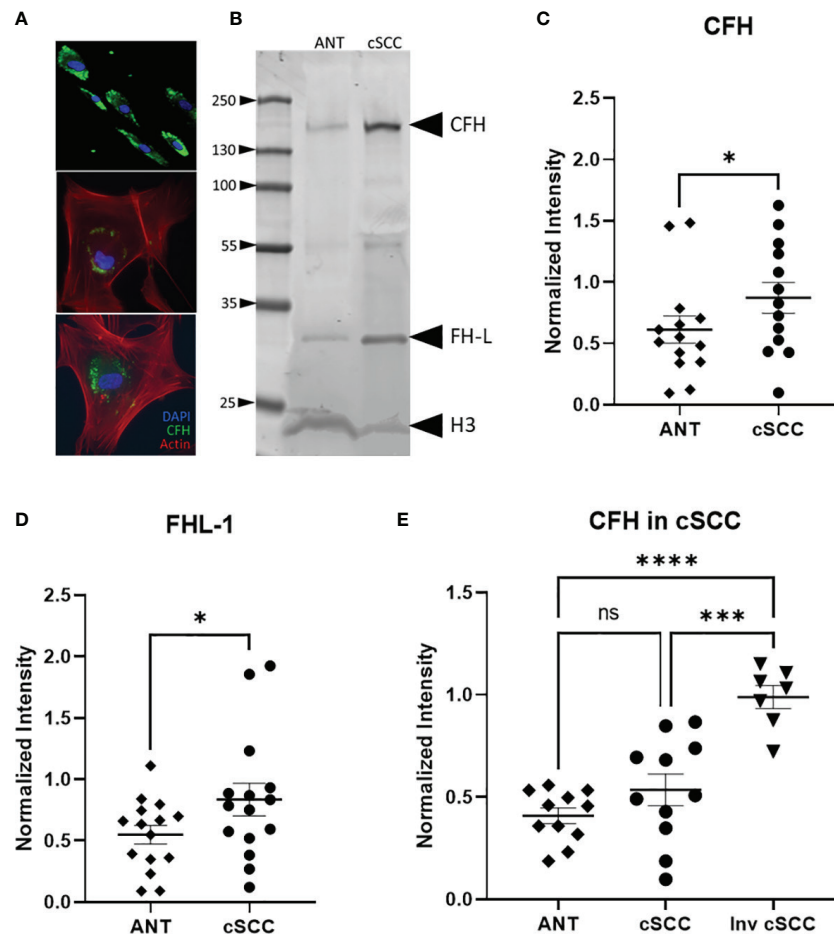 A
DAPI
CFH
Actin
B
ANT cSCC
250
130
100
55
35
25
CFH
FH-L
H3
C
CFH
Normalized Intensity
2.5
2.0
1.5
1.0
0.5
0.0
*
ANT cSCC
D
FHL-1
Normalized Intensity
2.5
2.0
1.5
1.0
0.5
0.0
*
ANT cSCC
E
CFH in cSCC
Normalized Intensity
1.5
1.0
0.5
0.0
****
ns
***
ANT cSCC Inv cSCC